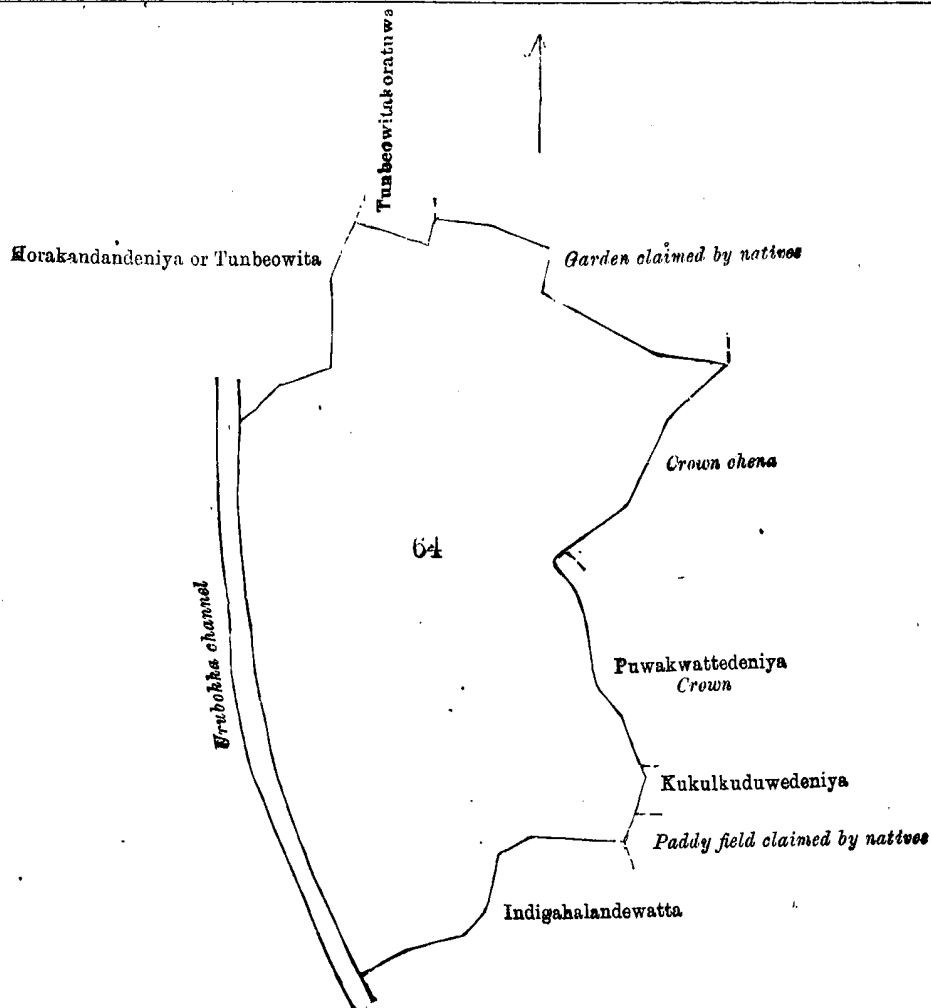 Tunbeowitakoratuwa
Horakandandeniya or Tunbeowita
Garden claimed by natives
Crown chena
64
Urubokka channel
Puwakwattedeniya
Crown
Kukulkuduwedeniya
Paddy field claimed by natives
Indigahalandewatta